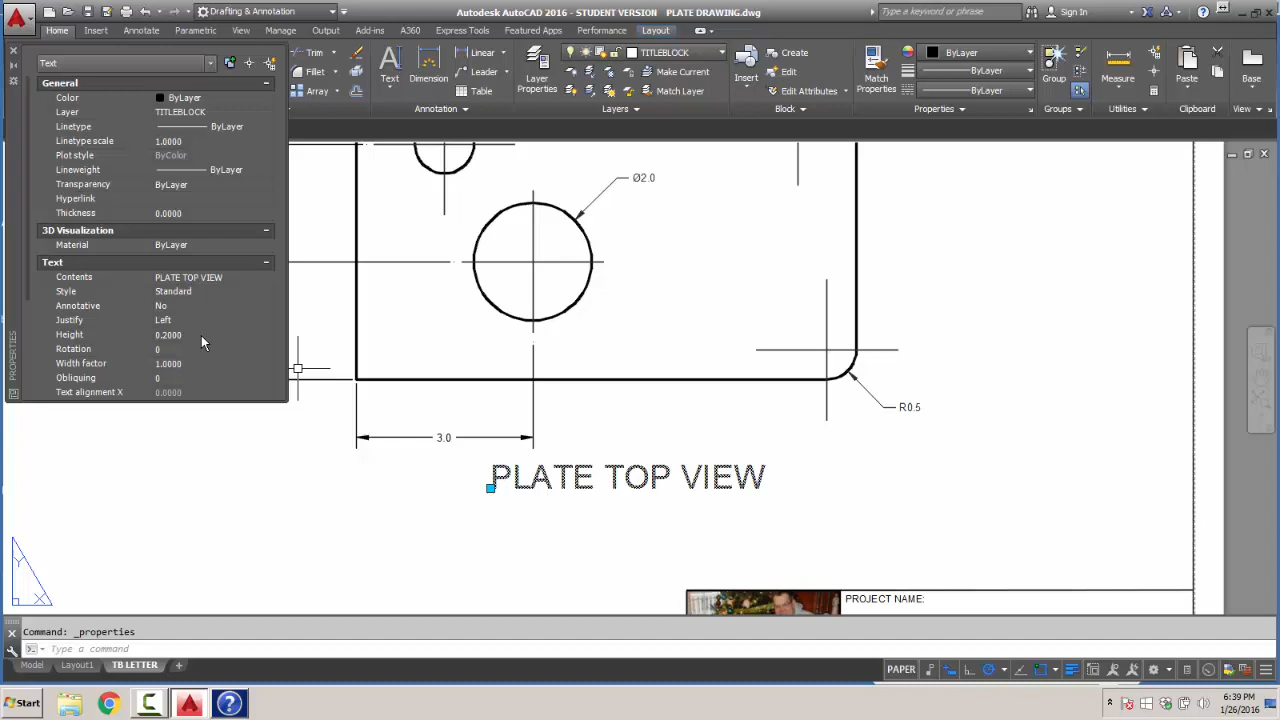 Drafting & Annotation
Autodesk AutoCAD 2016 - STUDENT VERSION PLATE DRAWING.dwg
Type a keyword or phrase
Sign In
Home Insert Annotate Parametric View Manage Output Add-ins A360 Express Tools Featured Apps Performance Layout
Trim
Fillet
Array
Text
Dimension
Linear
Leader
Table
Annotation
Layer Properties
TITLEBLOCK
Make Current
Match Layer
Layers
Insert
Create
Edit
Edit Attributes
Block
Match Properties
ByLayer
ByLayer
ByLayer
Properties
Group
Groups
Measure
Utilities
Paste
Clipboard
Base
View
Text
General
Color ByLayer
Layer TITLEBLOCK
Linetype ByLayer
Linetype scale 1.0000
Plot style ByColor
Lineweight ByLayer
Transparency ByLayer
Hyperlink
Thickness 0.0000
3D Visualization
Material ByLayer
Text
Contents PLATE TOP VIEW
Style Standard
Annotative No
Justify Left
Height 0.2000
Rotation 0
Width factor 1.0000
Obliquing 0
Text alignment X 0.0000
PROPERTIES
Ø2.0
R0.5
3.0
PLATE TOP VIEW
Y
X
PROJECT NAME:
Command: _properties
Type a command
Model Layout1 TB LETTER +
PAPER
Start
6:39 PM
1/26/2016